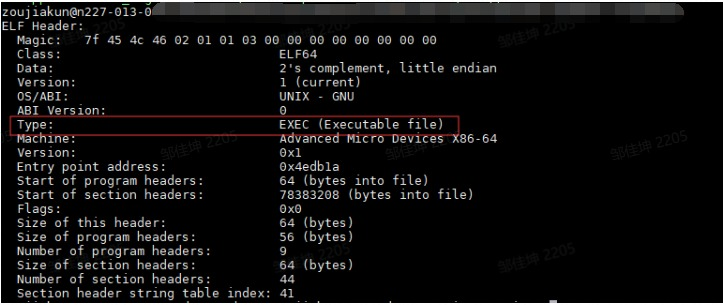 zoujiakun@n227-013-0
ELF Header:
  Magic:   7f 45 4c 46 02 01 01 03 00 00 00 00 00 00 00 00
  Class:                             ELF64
  Data:                              2's complement, little endian
  Version:                           1 (current)
  OS/ABI:                            UNIX - GNU
  ABI Version:                       0
  Type:                              EXEC (Executable file)
  Machine:                           Advanced Micro Devices X86-64
  Version:                           0x1
  Entry point address:               0x4edb1a
  Start of program headers:          64 (bytes into file)
  Start of section headers:          78383208 (bytes into file)
  Flags:                             0x0
  Size of this header:               64 (bytes)
  Size of program headers:           56 (bytes)
  Number of program headers:         9
  Size of section headers:           64 (bytes)
  Number of section headers:         44
  Section header string table index: 41
邹佳坤 2205
邹佳坤 2205
邹佳坤 2205
邹佳坤 2205